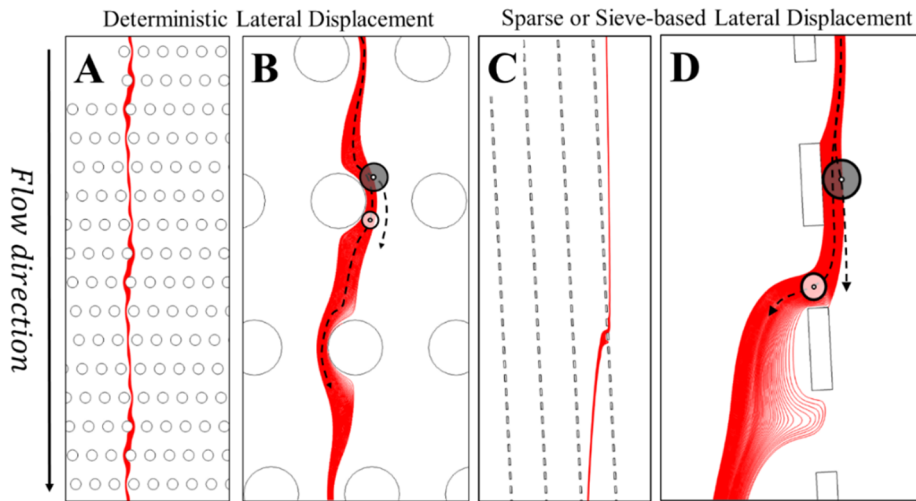 Deterministic Lateral Displacement
Sparse or Sieve-based Lateral Displacement
A
B
C
D
Flow direction